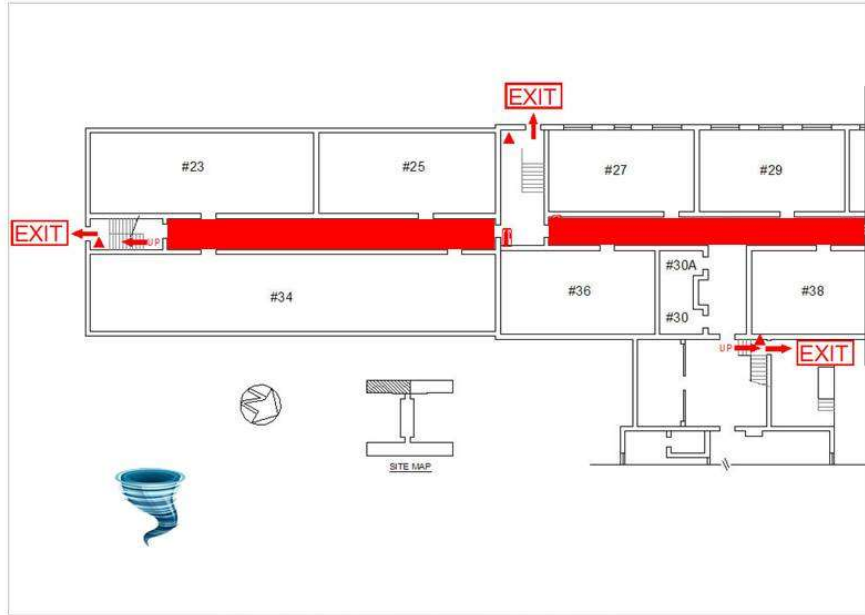 EXIT
#23
#25
#27
#29
EXIT
UP
#34
#36
#30A
#30
#38
UP
EXIT
SITE MAP